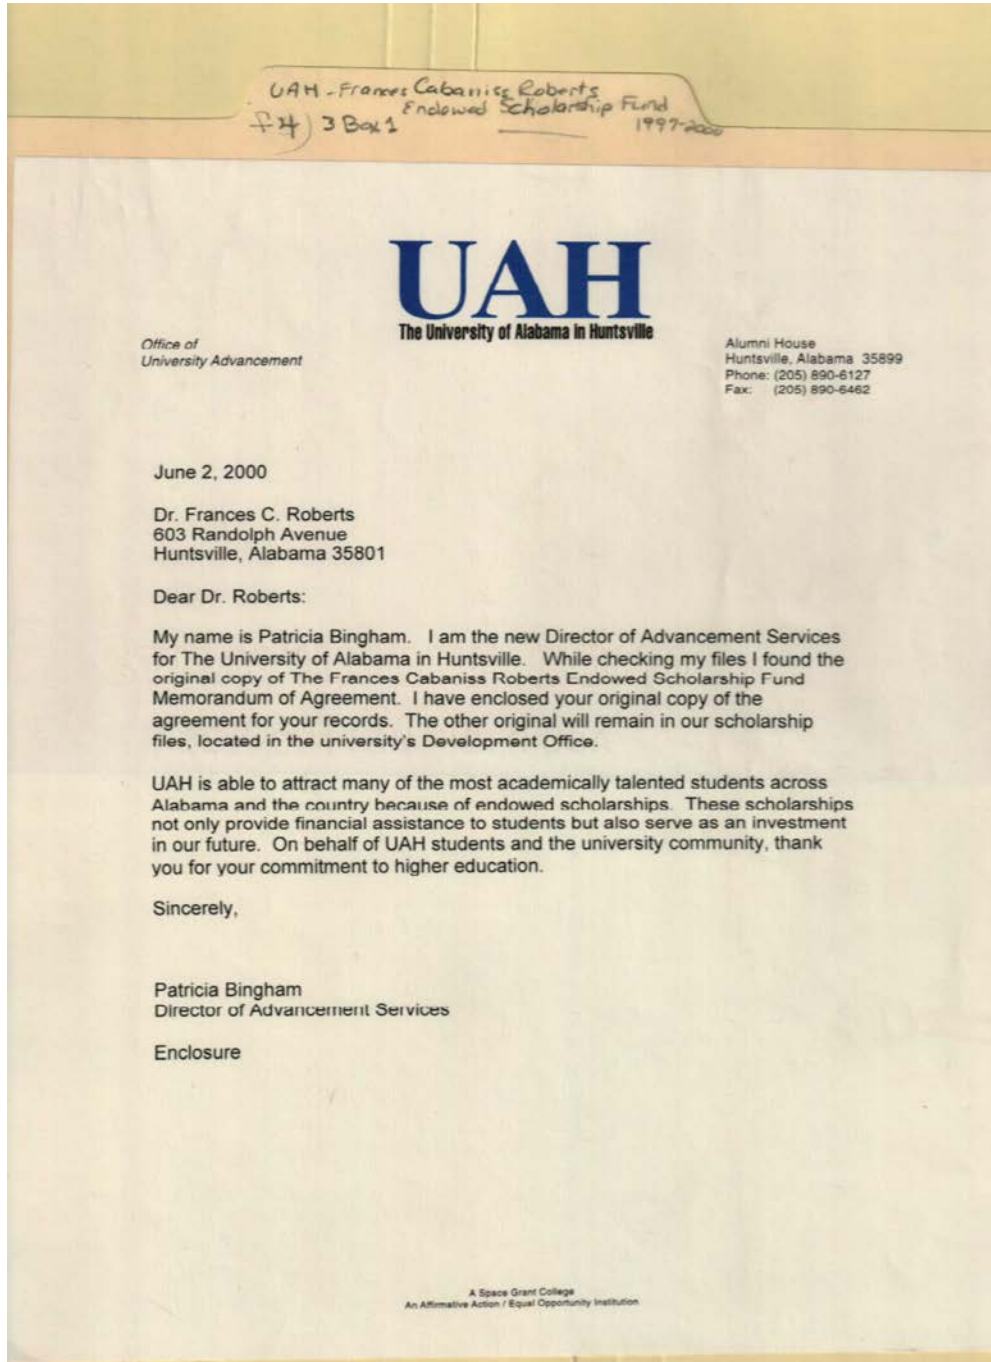 UAH - Frances Cabaniss Roberts
Endowed Scholarship Fund
f4) 3 Box 1 1997-2000
UAH
The University of Alabama in Huntsville
Office of
University Advancement
Alumni House
Huntsville, Alabama 35899
Phone: (205) 890-6127
Fax: (205) 890-6462
June 2, 2000
Dr. Frances C. Roberts
603 Randolph Avenue
Huntsville, Alabama 35801
Dear Dr. Roberts:
My name is Patricia Bingham. I am the new Director of Advancement Services
for The University of Alabama in Huntsville. While checking my files I found the
original copy of The Frances Cabaniss Roberts Endowed Scholarship Fund
Memorandum of Agreement. I have enclosed your original copy of the
agreement for your records. The other original will remain in our scholarship
files, located in the university's Development Office.
UAH is able to attract many of the most academically talented students across
Alabama and the country because of endowed scholarships. These scholarships
not only provide financial assistance to students but also serve as an investment
in our future. On behalf of UAH students and the university community, thank
you for your commitment to higher education.
Sincerely,
Patricia Bingham
Director of Advancement Services
Enclosure
A Space Grant College
An Affirmative Action / Equal Opportunity Institution